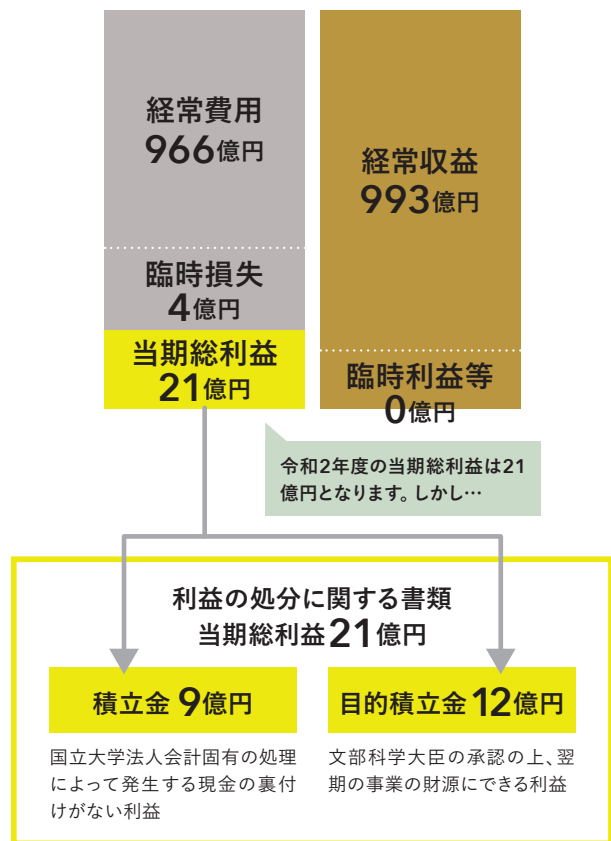 経常費用
966億円
臨時損失
4億円
当期総利益
21億円
経常収益
993億円
臨時利益等
0億円
令和2年度の当期総利益は21
億円となります。しかし…
利益の処分に関する書類
当期総利益21億円
積立金 9億円
国立大学法人会計固有の処理
によって発生する現金の裏付
けがない利益
目的積立金12億円
文部科学大臣の承認の上、翌
期の事業の財源にできる利益